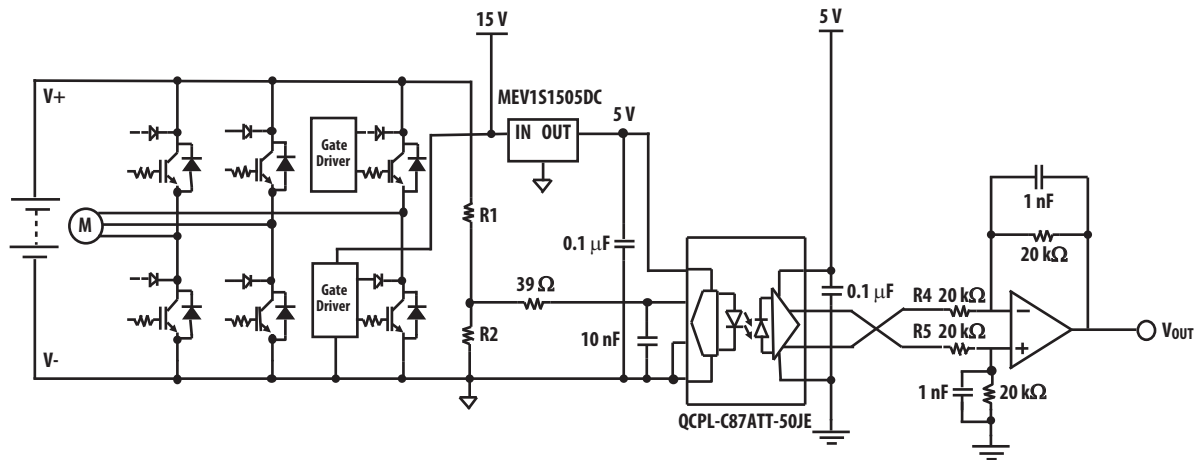 15 V
5 V
V+
MEV1S1505DC
5 V
IN OUT
Gate
Driver
1 nF
M
R1
20 kΩ
0.1 µF
Gate
Driver
39 Ω
0.1 µF
R4 20 kΩ
R2
10 nF
R5 20 kΩ
−
+
VOUT
V-
1 nF
20 kΩ
QCPL-C87ATT-50JE